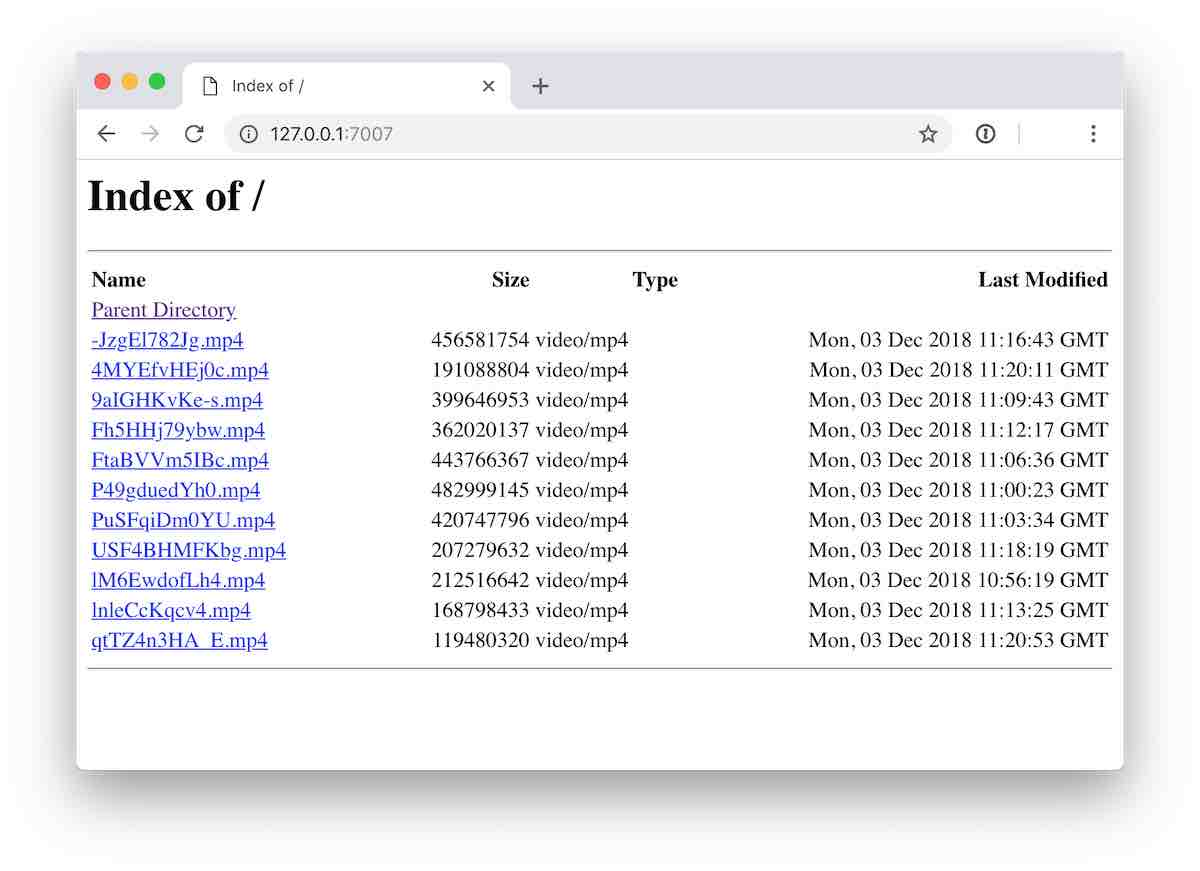 Index of /
127.0.0.1:7007
Index of /
Name Size Type Last Modified
Parent Directory
-JzgEl782Jg.mp4 456581754 video/mp4 Mon, 03 Dec 2018 11:16:43 GMT
4MYEfvHEj0c.mp4 191088804 video/mp4 Mon, 03 Dec 2018 11:20:11 GMT
9aIGHKvKe-s.mp4 399646953 video/mp4 Mon, 03 Dec 2018 11:09:43 GMT
Fh5HHj79ybw.mp4 362020137 video/mp4 Mon, 03 Dec 2018 11:12:17 GMT
FtaBVVm5IBc.mp4 443766367 video/mp4 Mon, 03 Dec 2018 11:06:36 GMT
P49gduedYh0.mp4 482999145 video/mp4 Mon, 03 Dec 2018 11:00:23 GMT
PuSFqiDm0YU.mp4 420747796 video/mp4 Mon, 03 Dec 2018 11:03:34 GMT
USF4BHMFKbg.mp4 207279632 video/mp4 Mon, 03 Dec 2018 11:18:19 GMT
lM6EwdofLh4.mp4 212516642 video/mp4 Mon, 03 Dec 2018 10:56:19 GMT
lnleCcKqcv4.mp4 168798433 video/mp4 Mon, 03 Dec 2018 11:13:25 GMT
qtTZ4n3HA_E.mp4 119480320 video/mp4 Mon, 03 Dec 2018 11:20:53 GMT